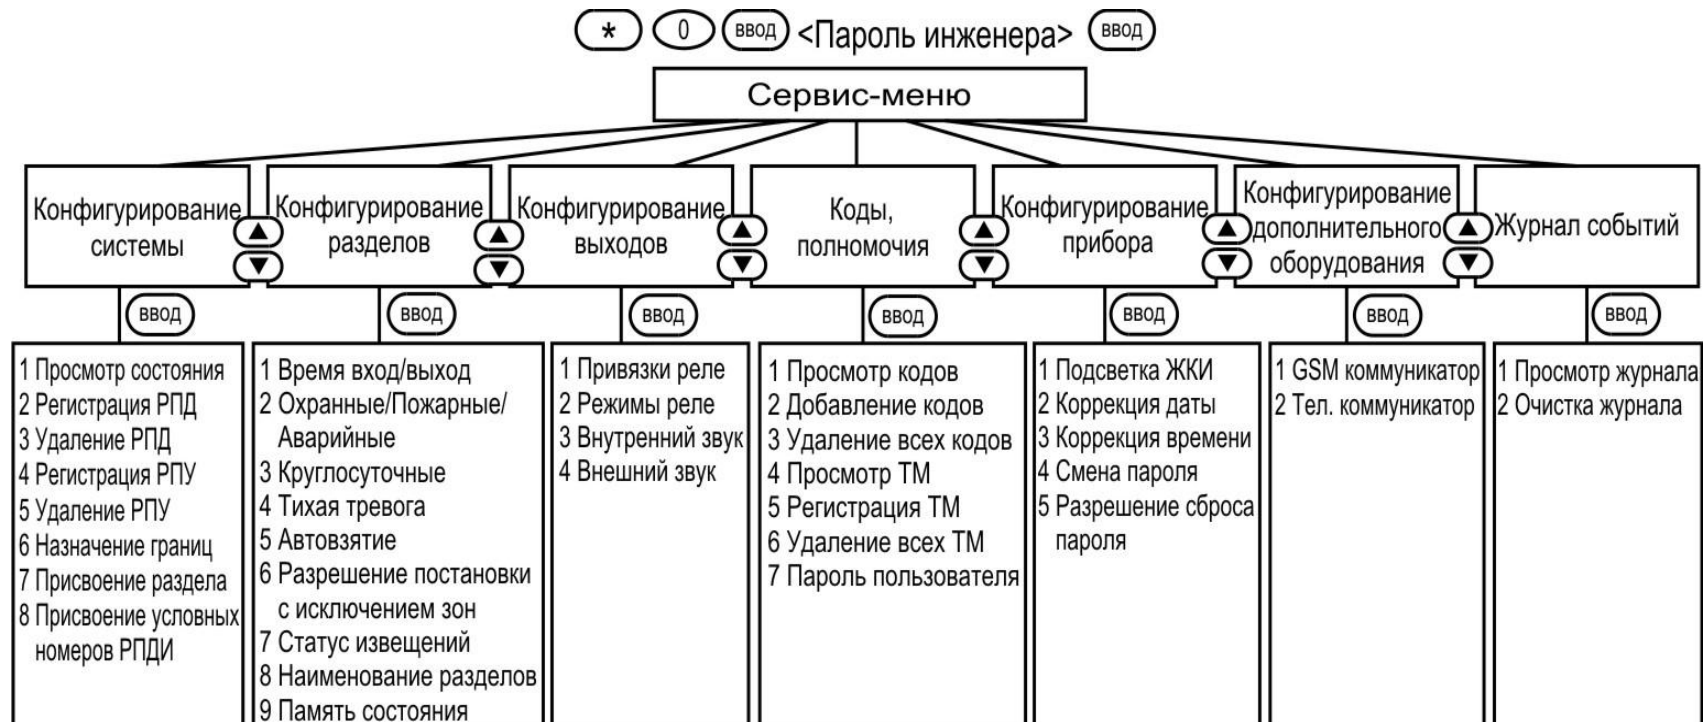 * 0 ввод <Пароль инженера> ввод
Сервис-меню
Конфигурирование
системы
Конфигурирование
разделов
Конфигурирование
выходов
Коды,
полномочия
Конфигурирование
прибора
Конфигурирование
дополнительного
оборудования
Журнал событий
ввод
ввод
ввод
ввод
ввод
ввод
ввод
1 Просмотр состояния
2 Регистрация РПД
3 Удаление РПД
4 Регистрация РПУ
5 Удаление РПУ
6 Назначение границ
7 Присвоение раздела
8 Присвоение условных
номеров РПДИ
1 Время вход/выход
2 Охранные/Пожарные/
Аварийные
3 Круглосуточные
4 Тихая тревога
5 Автовзятие
6 Разрешение постановки
с исключением зон
7 Статус извещений
8 Наименование разделов
9 Память состояния
1 Привязки реле
2 Режимы реле
3 Внутренний звук
4 Внешний звук
1 Просмотр кодов
2 Добавление кодов
3 Удаление всех кодов
4 Просмотр ТМ
5 Регистрация ТМ
6 Удаление всех ТМ
7 Пароль пользователя
1 Подсветка ЖКИ
2 Коррекция даты
3 Коррекция времени
4 Смена пароля
5 Разрешение сброса
пароля
1 GSM коммуникатор
2 Тел. коммуникатор
1 Просмотр журнала
2 Очистка журнала